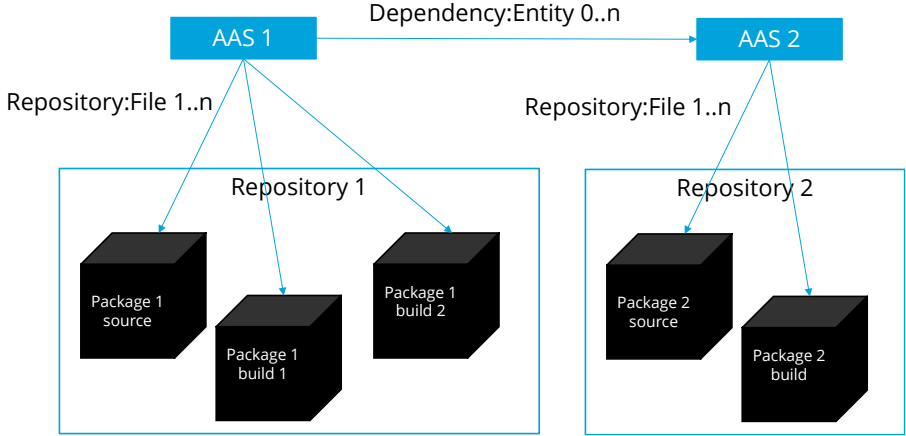 Dependency:Entity 0..n
AAS 1
AAS 2
Repository:File 1..n
Repository:File 1..n
Repository 1
Repository 2
Package 1
source
Package 1
build 1
Package 1
build 2
Package 2
source
Package 2
build